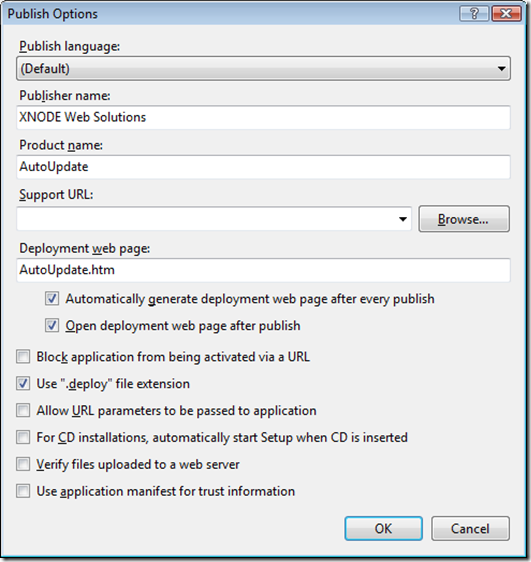 Publish Options
Publish language:
(Default)
Publisher name:
XNODE Web Solutions
Product name:
AutoUpdate
Support URL:
Browse...
Deployment web page:
AutoUpdate.htm
Automatically generate deployment web page after every publish
Open deployment web page after publish
Block application from being activated via a URL
Use ".deploy" file extension
Allow URL parameters to be passed to application
For CD installations, automatically start Setup when CD is inserted
Verify files uploaded to a web server
Use application manifest for trust information
OK Cancel